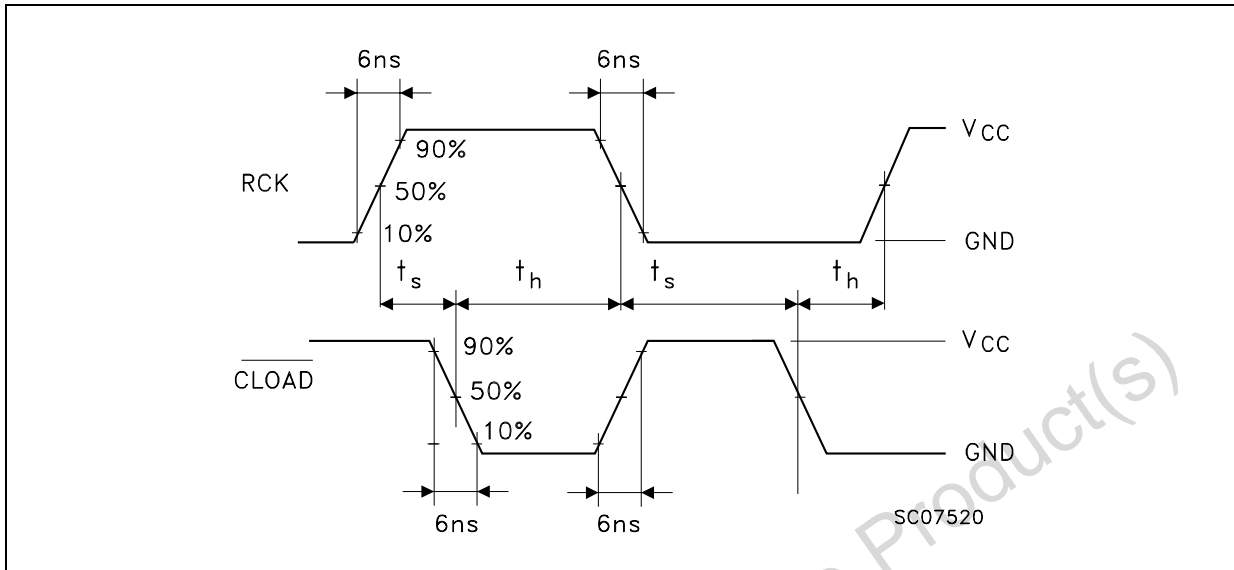 6ns 6ns
VCC
90%
RCK 50%
10%
GND
ts th ts th
90% VCC
CLOAD
50%
10%
GND
6ns 6ns
SC07520
Product(s)